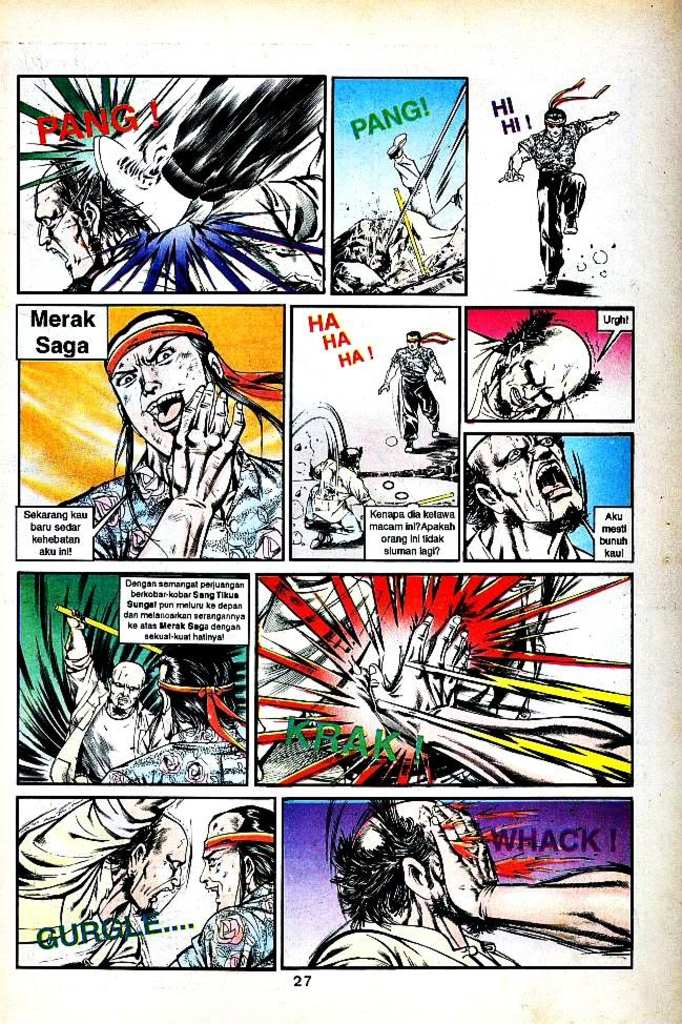 PANG !
PANG!
HI
HI !
Merak
Saga
Sekarang kau
baru sedar
kehebatan
aku ini!
HA
HA
HA !
Kenapa dia ketawa
macam ini!?Apakah
orang ini tidak
siuman lagi?
Urgh!
Aku
mesti
bunuh
kau!
Dengan semangat perjuangan
berkobar-kobar Sang Tikus
Sungai pun meluru ke depan
dan melancarkan serangannya
ke atas Merak Saga dengan
sekuat-kuat hatinya!
KRAK !
GURGLE....
WHACK !
27